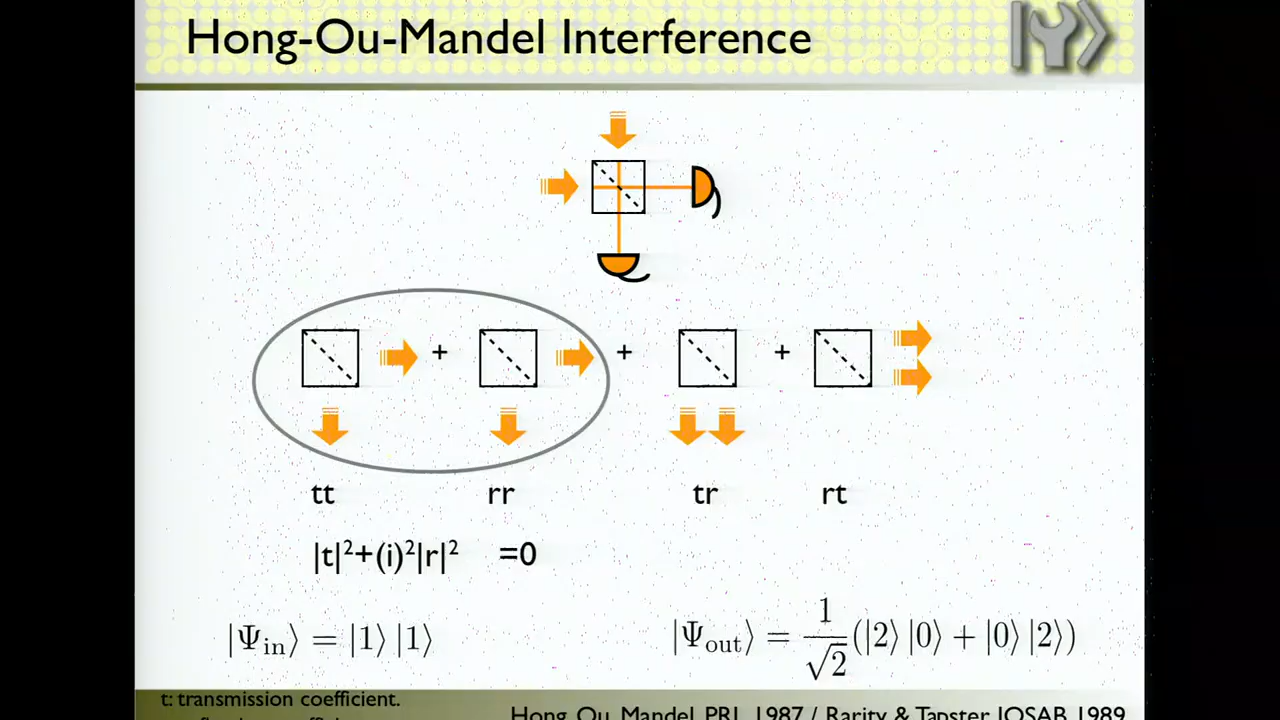 Hong-Ou-Mandel Interference
+ + +
tt rr tr rt
|t|²+(i)²|r|² =0
|Ψin⟩ = |1⟩ |1⟩
|Ψout⟩ = 1/√2 (|2⟩ |0⟩ + |0⟩ |2⟩)
t: transmission coefficient.
Hong, Ou, Mandel, PRL 1987 / Rarity & Tapster JOSAB 1989